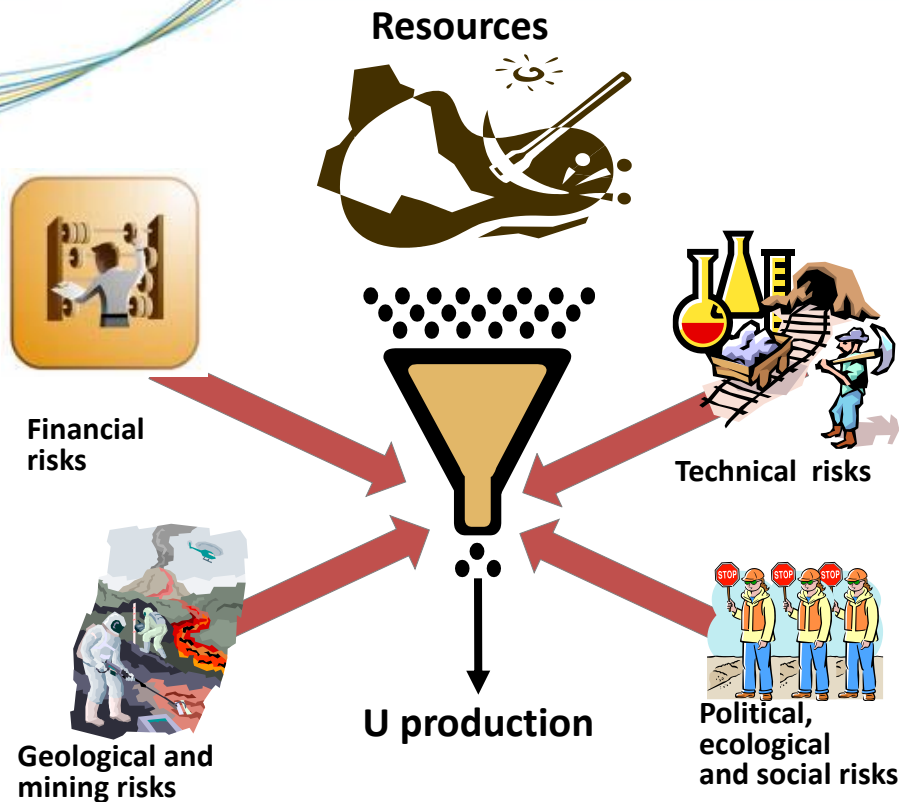 Resources
Financial
risks
Technical  risks
STOP
STOP
STOP
U production
Geological and
mining risks
Political,
ecological
and social risks